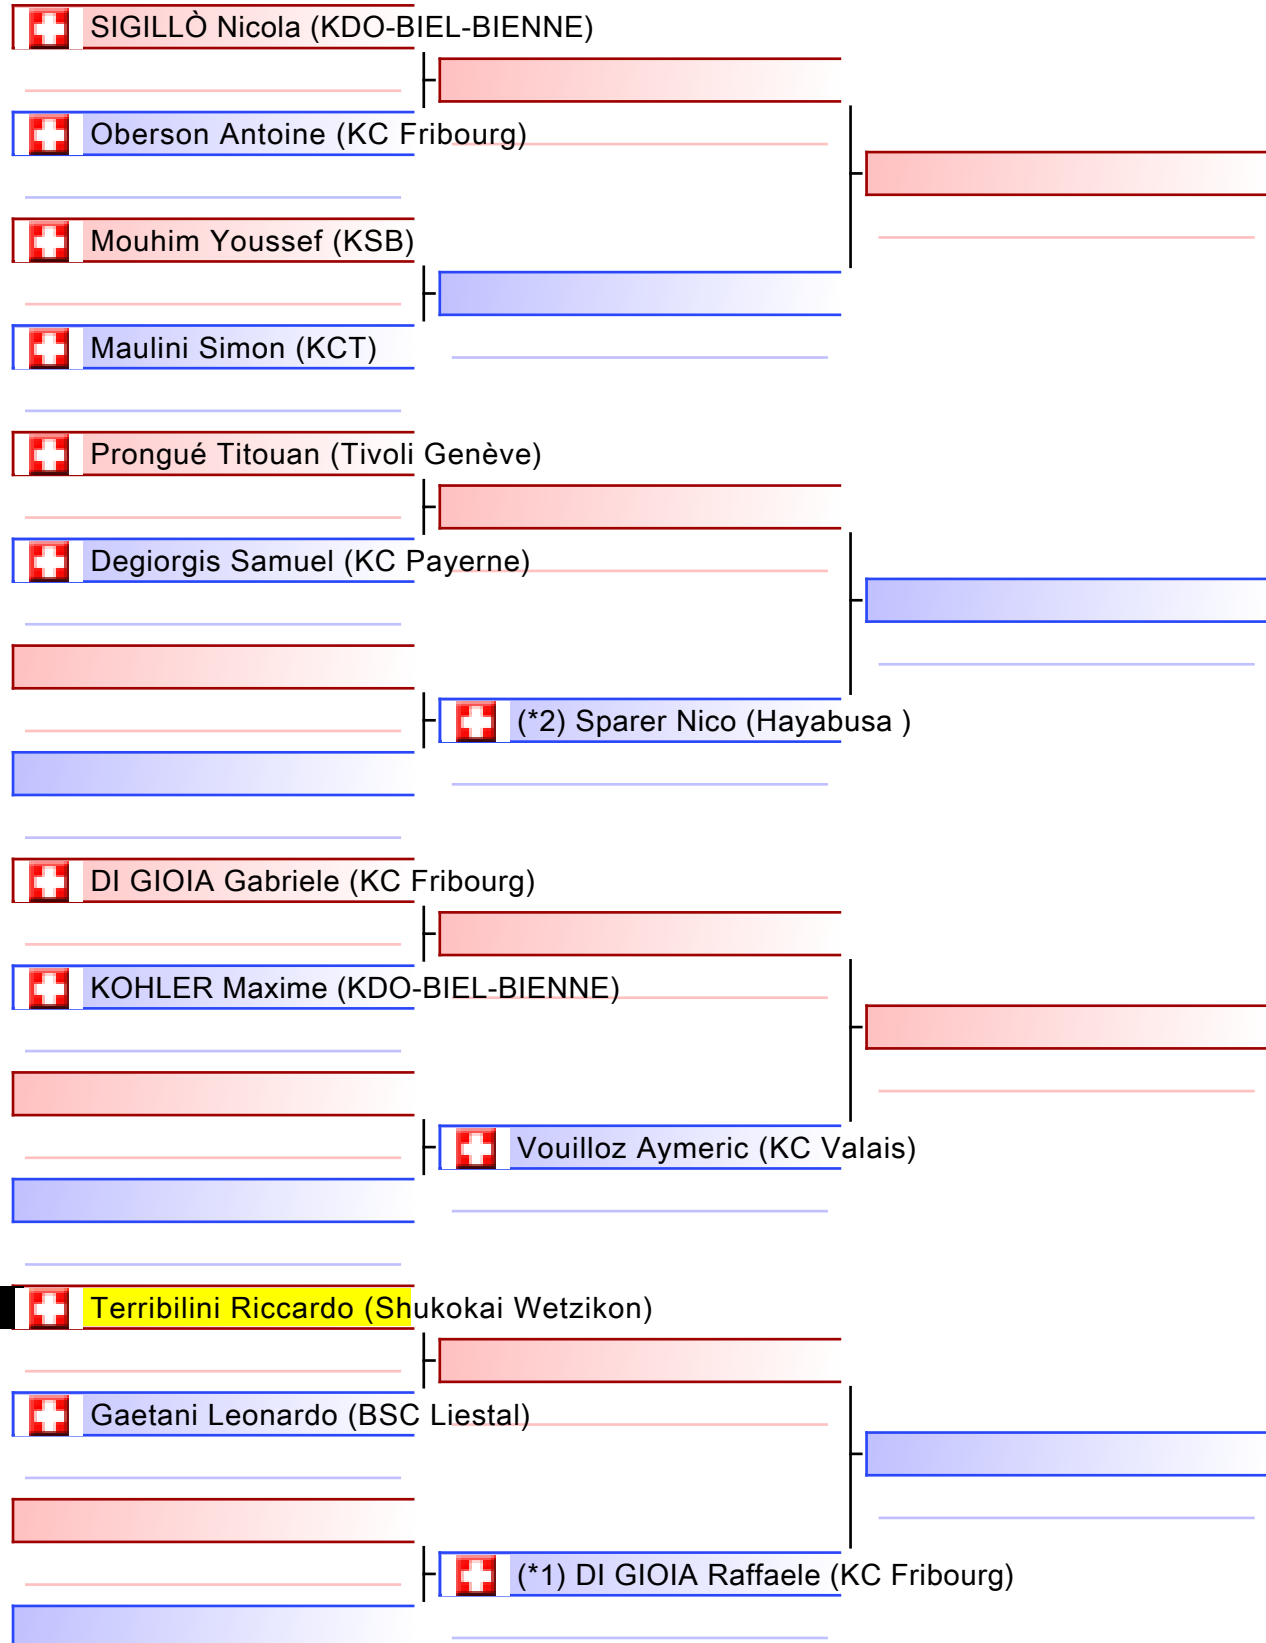 SIGILLÒ Nicola (KDO-BIEL-BIENNE)
Oberson Antoine (KC Fribourg)
Mouhim Youssef (KSB)
Maulini Simon (KCT)
Prongué Titouan (Tivoli Genève)
Degiorgis Samuel (KC Payerne)
(*2) Sparer Nico (Hayabusa )
DI GIOIA Gabriele (KC Fribourg)
KOHLER Maxime (KDO-BIEL-BIENNE)
Vouilloz Aymeric (KC Valais)
Terribilini Riccardo (Shukokai Wetzikon)
Gaetani Leonardo (BSC Liestal)
(*1) DI GIOIA Raffaele (KC Fribourg)